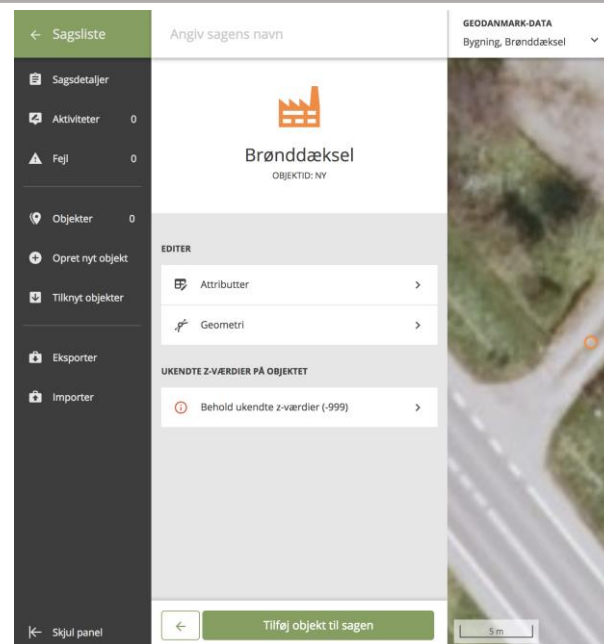 Sagsliste
Sagsdetaljer
Aktiviteter 0
Fejl 0
Objekter 0
Opret nyt objekt
Tilknyt objekter
Eksporter
Importer
Skjul panel
Angiv sagens navn
Brønddæksel
OBJEKTID: NY
EDITER
Attributter
Geometri
UKENDTE Z-VÆRDIER PÅ OBJEKTET
Behold ukendte z-værdier (-999)
Tilføj objekt til sagen
GEODANMARK-DATA
Bygning, Brønddæksel
5 m